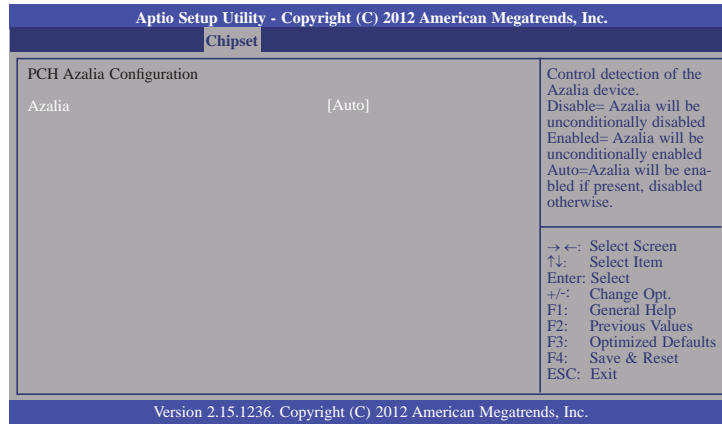 Aptio Setup Utility - Copyright (C) 2012 American Megatrends, Inc.
Chipset
PCH Azalia Configuration
Azalia [Auto]
Control detection of the
Azalia device.
Disable= Azalia will be
unconditionally disabled
Enabled= Azalia will be
unconditionally enabled
Auto=Azalia will be ena-
bled if present, disabled
otherwise.
→ ←: Select Screen
↑↓: Select Item
Enter: Select
+/-: Change Opt.
F1: General Help
F2: Previous Values
F3: Optimized Defaults
F4: Save & Reset
ESC: Exit
Version 2.15.1236. Copyright (C) 2012 American Megatrends, Inc.